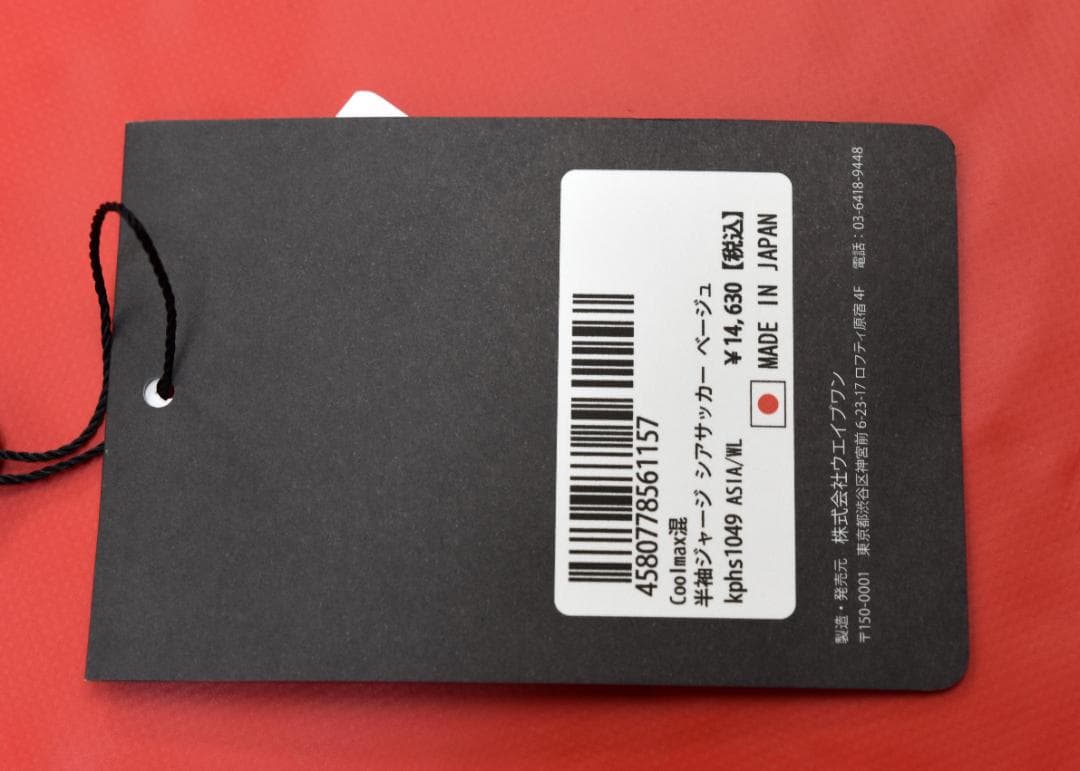 4580778561157
Coolmax混
半袖ジャージ シアサッカー ベージュ
kphs1049 ASIA/WL ¥14,630【税込】
MADE IN JAPAN
製造・発売元 株式会社ウエイブワン
〒150-0001 東京都渋谷区神宮前 6-23-17 ロフティ原宿 4F 電話：03-6418-9448